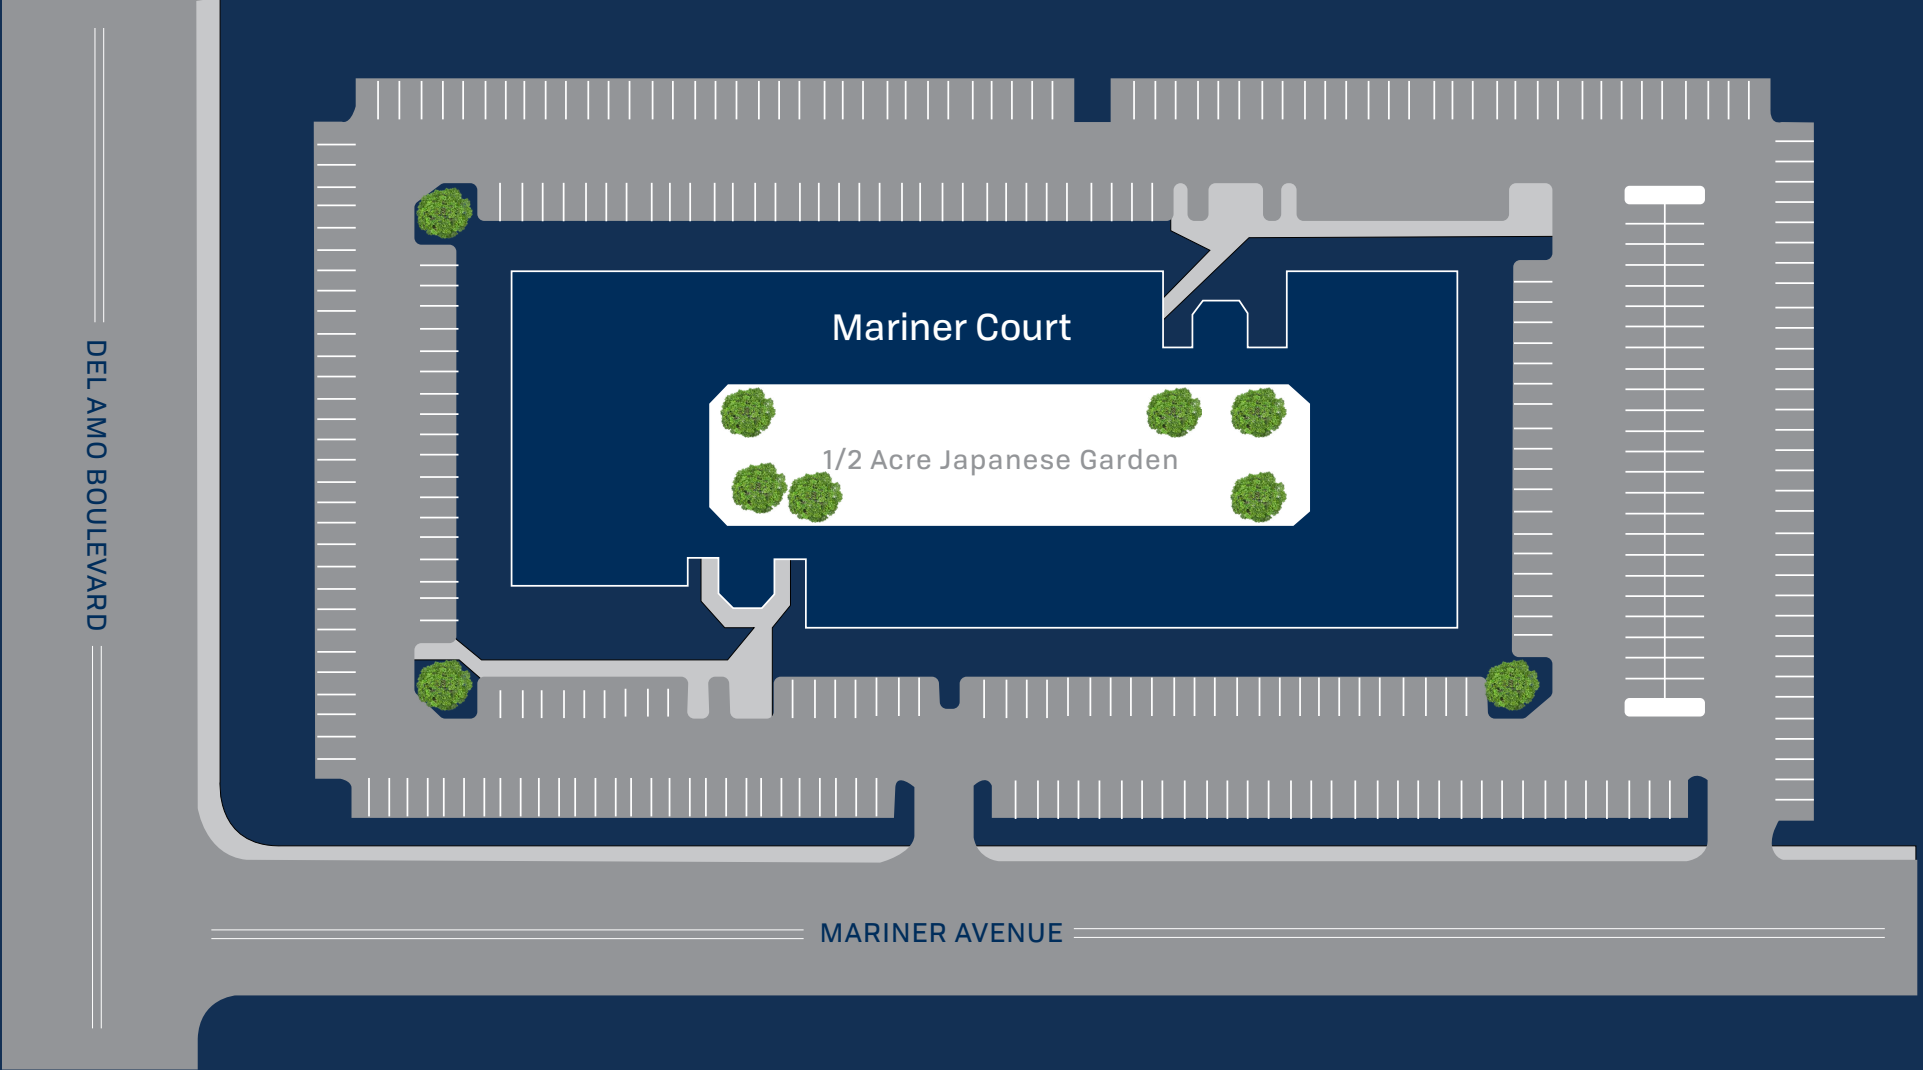 Mariner Court
1/2 Acre Japanese Garden
DEL AMO BOULEVARD
MARINER AVENUE